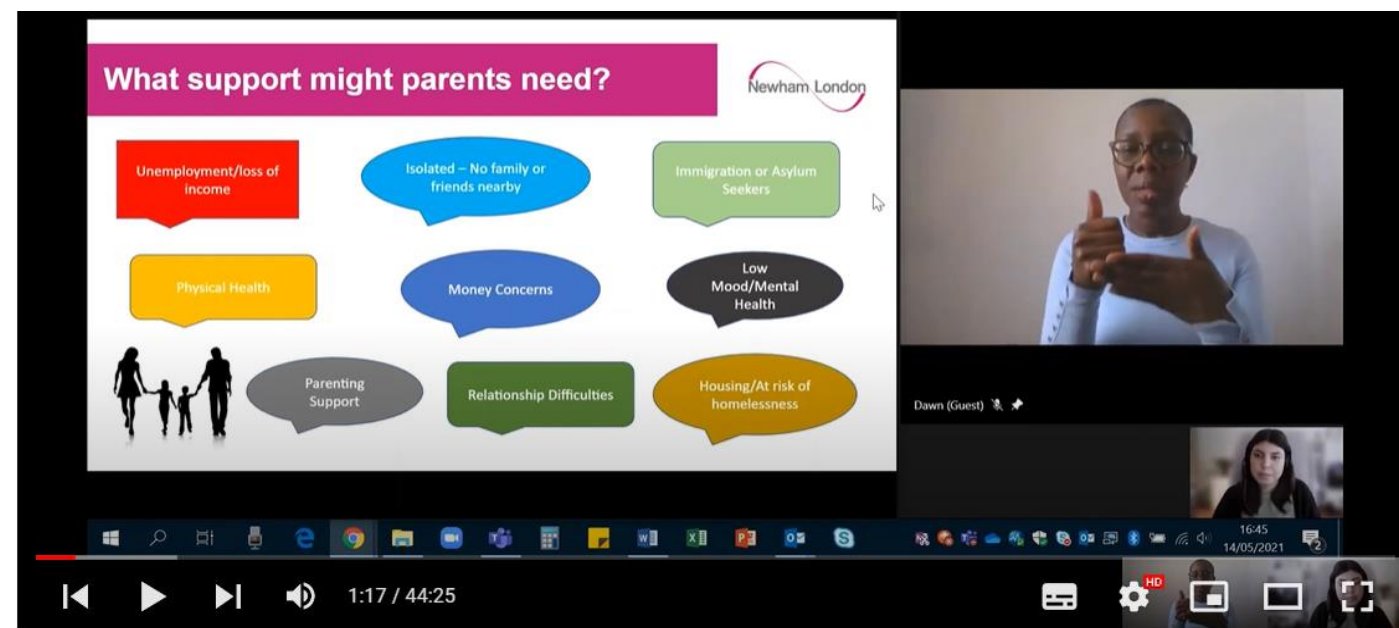 What support might parents need?
Newham London
Unemployment/loss of
income
Isolated – No family or
friends nearby
Immigration or Asylum
Seekers
Physical Health
Money Concerns
Low
Mood/Mental
Health
Parenting
Support
Relationship Difficulties
Housing/At risk of
homelessness
Dawn (Guest)
16:45
14/05/2021
2
1:17 / 44:25
HD